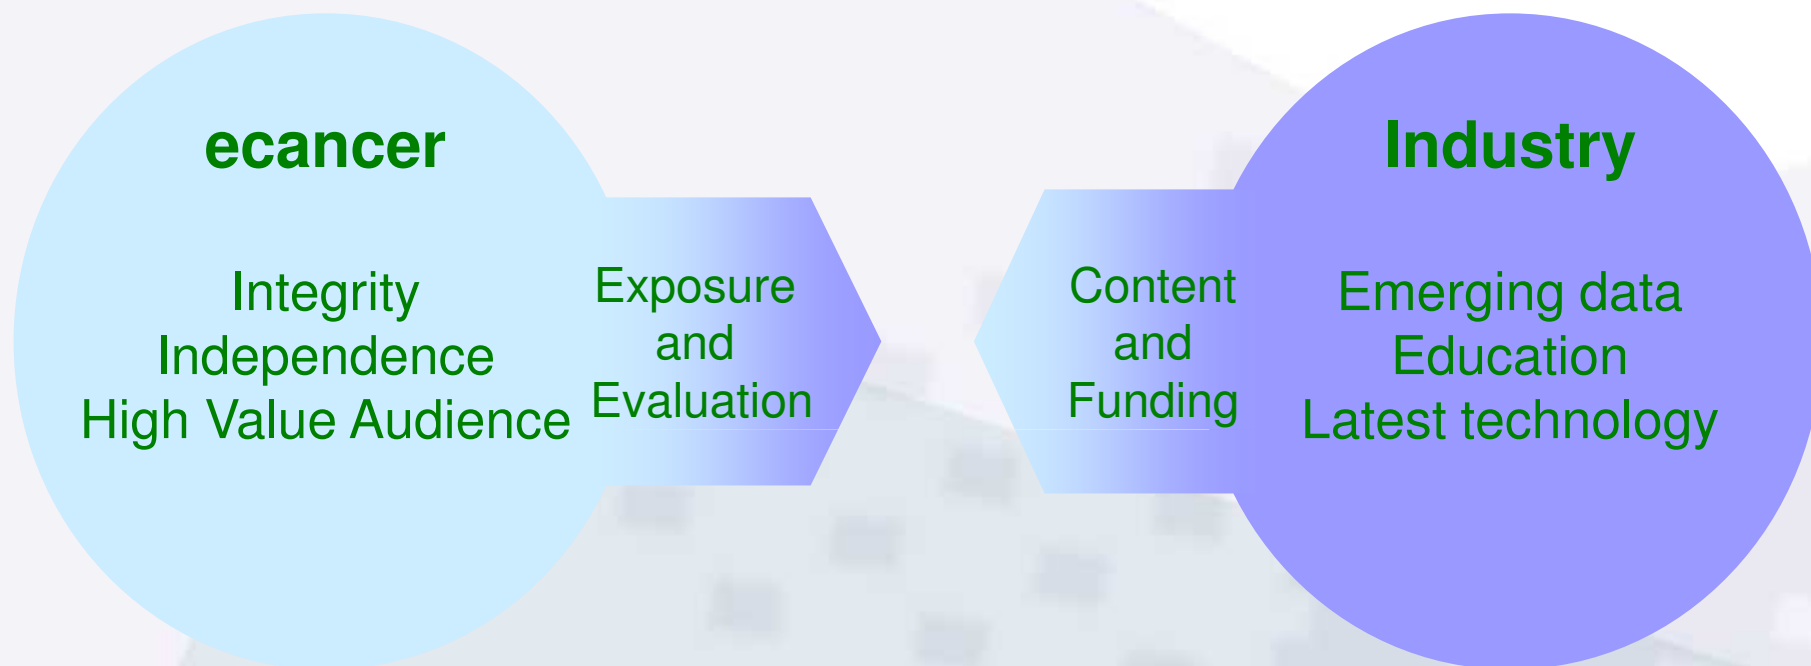 ecancer
Integrity
Independence
High Value Audience
Exposure
and
Evaluation
Content
and
Funding
Industry
Emerging data
Education
Latest technology